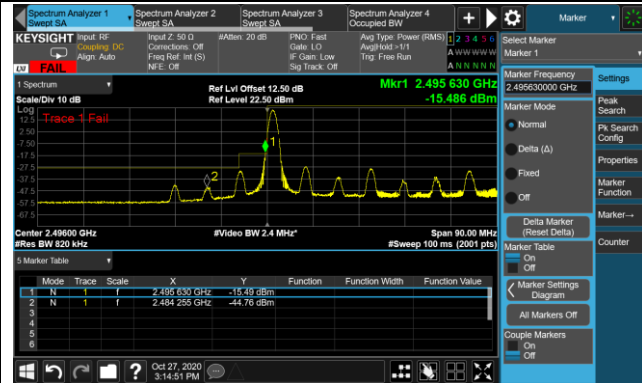 Spectrum Analyzer 1
Swept SA
Spectrum Analyzer 2
Swept SA
Spectrum Analyzer 3
Swept SA
Spectrum Analyzer 4
Occupied BW
+
Marker
KEYSIGHT
Input: RF
Coupling: DC
Align: Auto
Input Z: 50 Ω
Corrections: Off
Freq Ref: Int (S)
NFE: Off
#Atten: 20 dB
PNO: Fast
Gate: LO
IF Gain: Low
Sig Track: Off
Avg Type: Power (RMS)
Avg|Hold:>1/1
Trig: Free Run
1 2 3 4 5 6
A W W W W W
A N N N N N
LXI
FAIL
Select Marker
Marker 1
1 Spectrum
Scale/Div 10 dB
Ref Lvl Offset 12.50 dB
Ref Level 22.50 dBm
Mkr1 2.495 630 GHz
-15.486 dBm
Log
Trace 1 Fail
12.5
2.50
-7.50
-17.5
-27.5
-37.5
-47.5
-57.5
-67.5
1
2
Center 2.49600 GHz
#Res BW 820 kHz
#Video BW 2.4 MHz*
Span 90.00 MHz
#Sweep 100 ms (2001 pts)
5 Marker Table
Mode Trace Scale X Y Function Function Width Function Value
1 N 1 f 2.495 630 GHz -15.49 dBm
2 N 1 f 2.484 255 GHz -44.76 dBm
3
4
5
6
Marker Frequency
2.495630000 GHz
Marker Mode
Normal
Delta (Δ)
Fixed
Off
Delta Marker
(Reset Delta)
Marker Table
On
Off
Marker Settings
Diagram
All Markers Off
Couple Markers
On
Off
Settings
Peak
Search
Pk Search
Config
Properties
Marker
Function
Marker→
Counter
?
Oct 27, 2020
3:14:51 PM